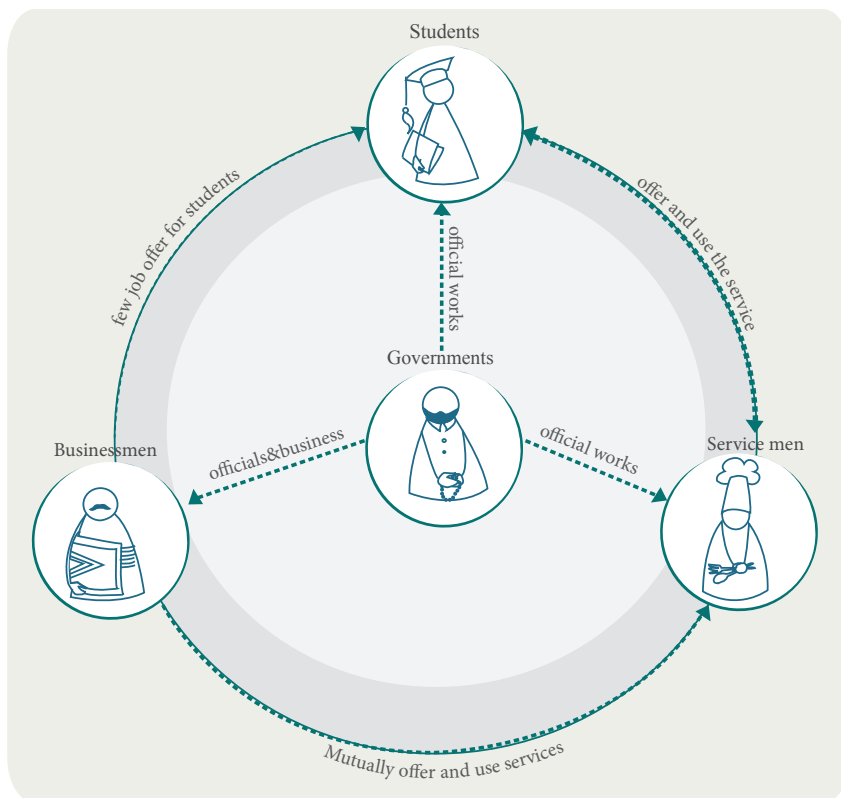 Students
few job offer for students
offer and use the service
official works
Governments
Businessmen
officials&business
official works
Service men
Mutually offer and use services